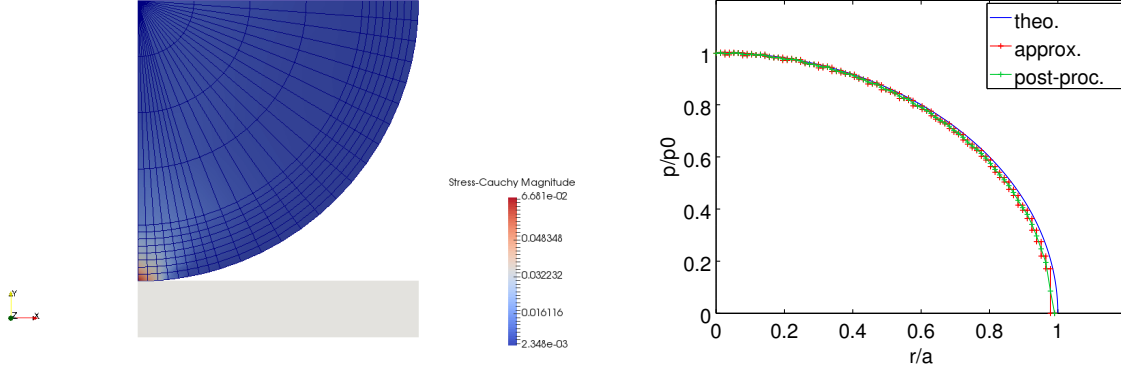 Stress-Cauchy Magnitude
6.681e-02
0.048348
0.032232
0.016116
2.348e-03
Y
Z
X
theo.
approx.
post-proc.
1
0.8
0.6
0.4
0.2
0
p/p0
0
0.2
0.4
0.6
0.8
1
r/a